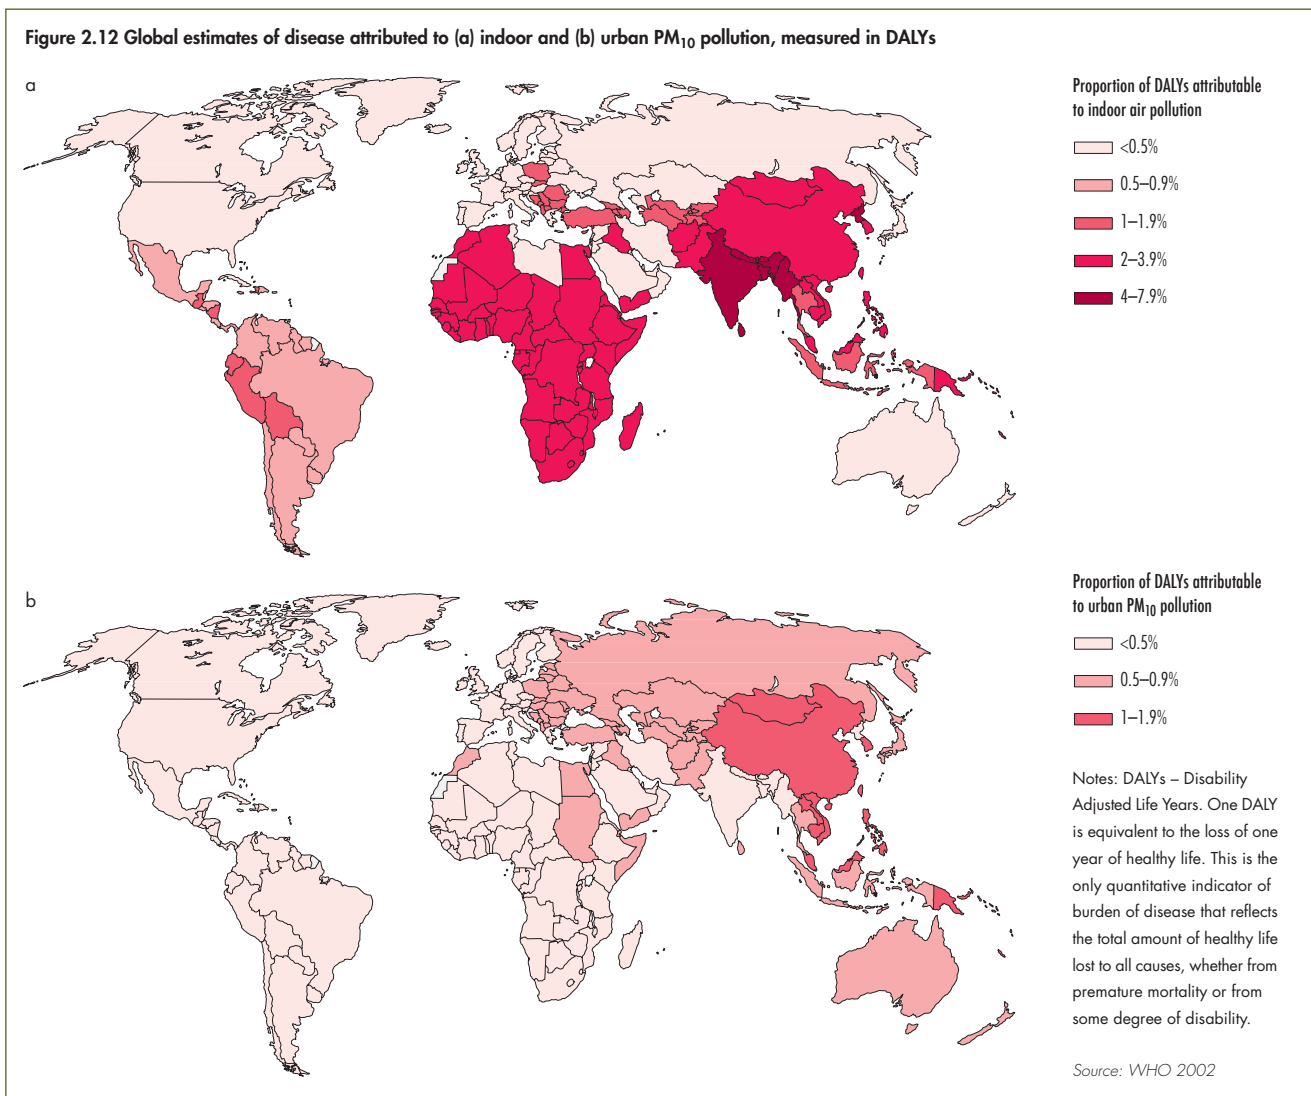 Figure 2.12 Global estimates of disease attributed to (a) indoor and (b) urban PM₁₀ pollution, measured in DALYs
a
Proportion of DALYs attributable
to indoor air pollution
<0.5%
0.5–0.9%
1–1.9%
2–3.9%
4–7.9%
b
Proportion of DALYs attributable
to urban PM₁₀ pollution
<0.5%
0.5–0.9%
1–1.9%
Notes: DALYs – Disability
Adjusted Life Years. One DALY
is equivalent to the loss of one
year of healthy life. This is the
only quantitative indicator of
burden of disease that reflects
the total amount of healthy life
lost to all causes, whether from
premature mortality or from
some degree of disability.
Source: WHO 2002